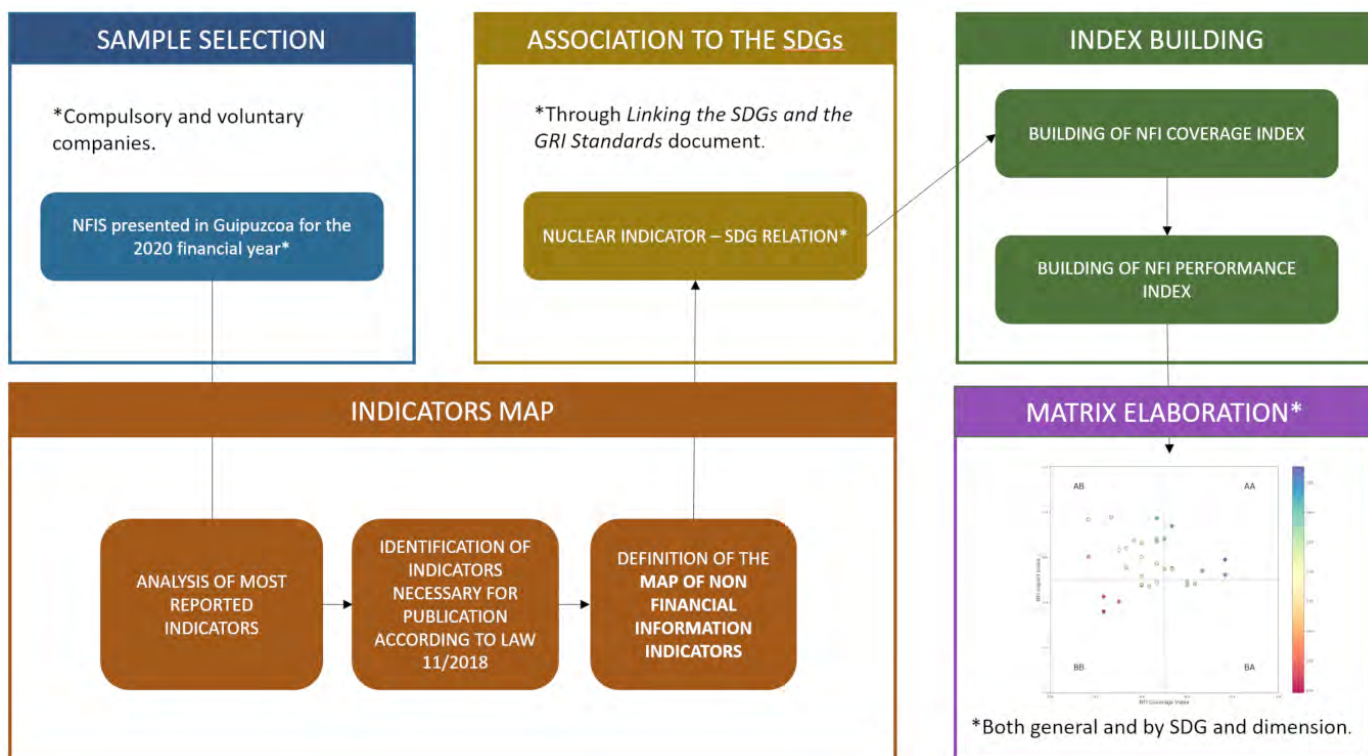 SAMPLE SELECTION
*Compulsory and voluntary
companies.
NFIS presented in Guipuzcoa for the
2020 financial year*
ASSOCIATION TO THE SDGs
*Through Linking the SDGs and the
GRI Standards document.
NUCLEAR INDICATOR – SDG RELATION*
INDEX BUILDING
BUILDING OF NFI COVERAGE INDEX
BUILDING OF NFI PERFORMANCE
INDEX
INDICATORS MAP
ANALYSIS OF MOST
REPORTED
INDICATORS
IDENTIFICATION OF
INDICATORS
NECESSARY FOR
PUBLICATION
ACCORDING TO LAW
11/2018
DEFINITION OF THE
MAP OF NON
FINANCIAL
INFORMATION
INDICATORS
MATRIX ELABORATION*
AB
AA
BB
BA
NFI Coverage Index
*Both general and by SDG and dimension.